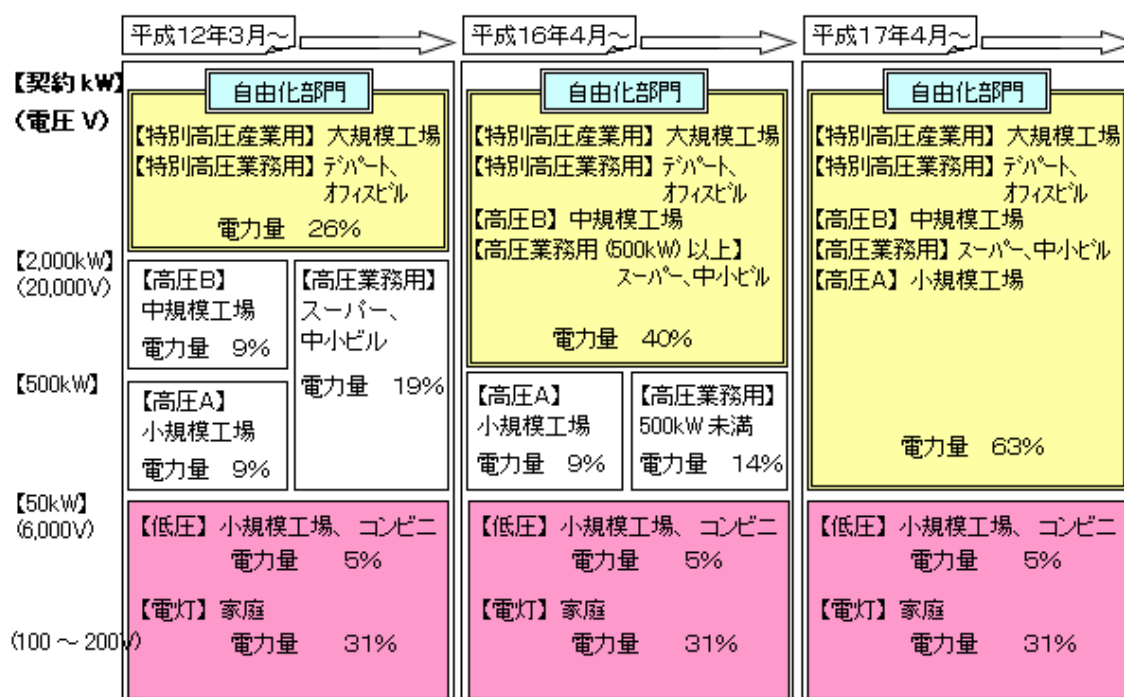 平成12年3月～
平成16年4月～
平成17年4月～
【契約kW】
(電圧 V)
【2,000kW】
(20,000V)
【500kW】
【50kW】
(6,000V)
(100 ～ 200V)
自由化部門
【特別高圧産業用】大規模工場
【特別高圧業務用】デパート、
オフィスビル
電力量 26%
【高圧B】
中規模工場
電力量 9%
【高圧A】
小規模工場
電力量 9%
【高圧業務用】
スーパー、
中小ビル
電力量 19%
【低圧】小規模工場、コンビニ
電力量 5%
【電灯】家庭
電力量 31%
自由化部門
【特別高圧産業用】大規模工場
【特別高圧業務用】デパート、
オフィスビル
【高圧B】中規模工場
【高圧業務用(500kW)以上】
スーパー、中小ビル
電力量 40%
【高圧A】
小規模工場
電力量 9%
【高圧業務用】
500kW未満
電力量 14%
【低圧】小規模工場、コンビニ
電力量 5%
【電灯】家庭
電力量 31%
自由化部門
【特別高圧産業用】大規模工場
【特別高圧業務用】デパート、
オフィスビル
【高圧B】中規模工場
【高圧業務用】スーパー、中小ビル
【高圧A】小規模工場
電力量 63%
【低圧】小規模工場、コンビニ
電力量 5%
【電灯】家庭
電力量 31%